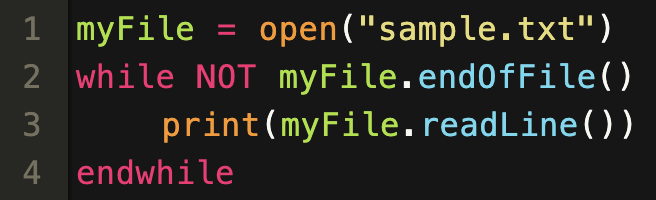 1 myFile = open("sample.txt")
2 while NOT myFile.endOfFile()
3     print(myFile.readLine())
4 endwhile